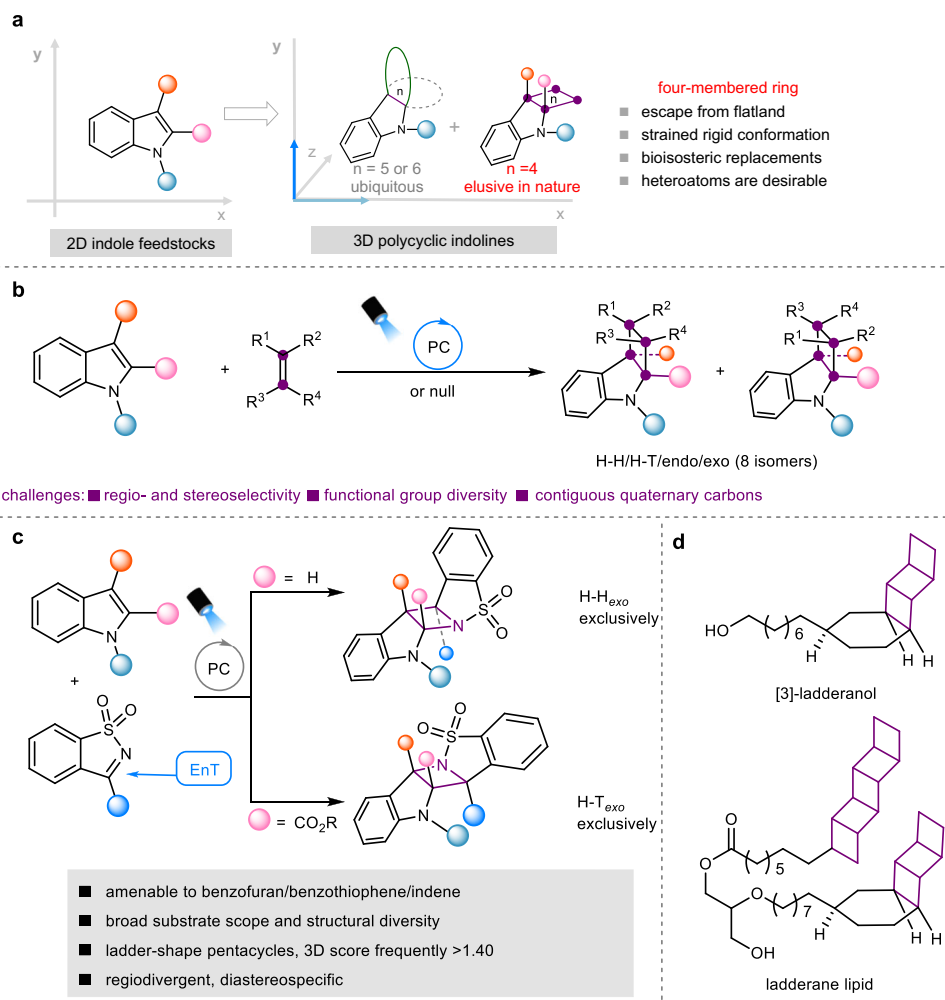 a
y
x
2D indole feedstocks
N
y
z
x
n
N
+
n
N
n = 5 or 6
ubiquitous
n =4
elusive in nature
3D polycyclic indolines
four-membered ring
escape from flatland
strained rigid conformation
bioisosteric replacements
heteroatoms are desirable
b
N
+
R1 R2
R3 R4
PC
or null
R1 R2
R3 R4
N
+
R3 R4
R1 R2
N
H-H/H-T/endo/exo (8 isomers)
challenges: regio- and stereoselectivity functional group diversity contiguous quaternary carbons
c
N
+
O O
S
N
EnT
PC
= H
S O
O
N
N
H-Hexo
exclusively
= CO2R
O O
S
N
N
H-Texo
exclusively
amenable to benzofuran/benzothiophene/indene
broad substrate scope and structural diversity
ladder-shape pentacycles, 3D score frequently >1.40
regiodivergent, diastereospecific
d
HO
6
H
H
H
[3]-ladderanol
O
O
5
O
7
H
H
H
OH
ladderane lipid